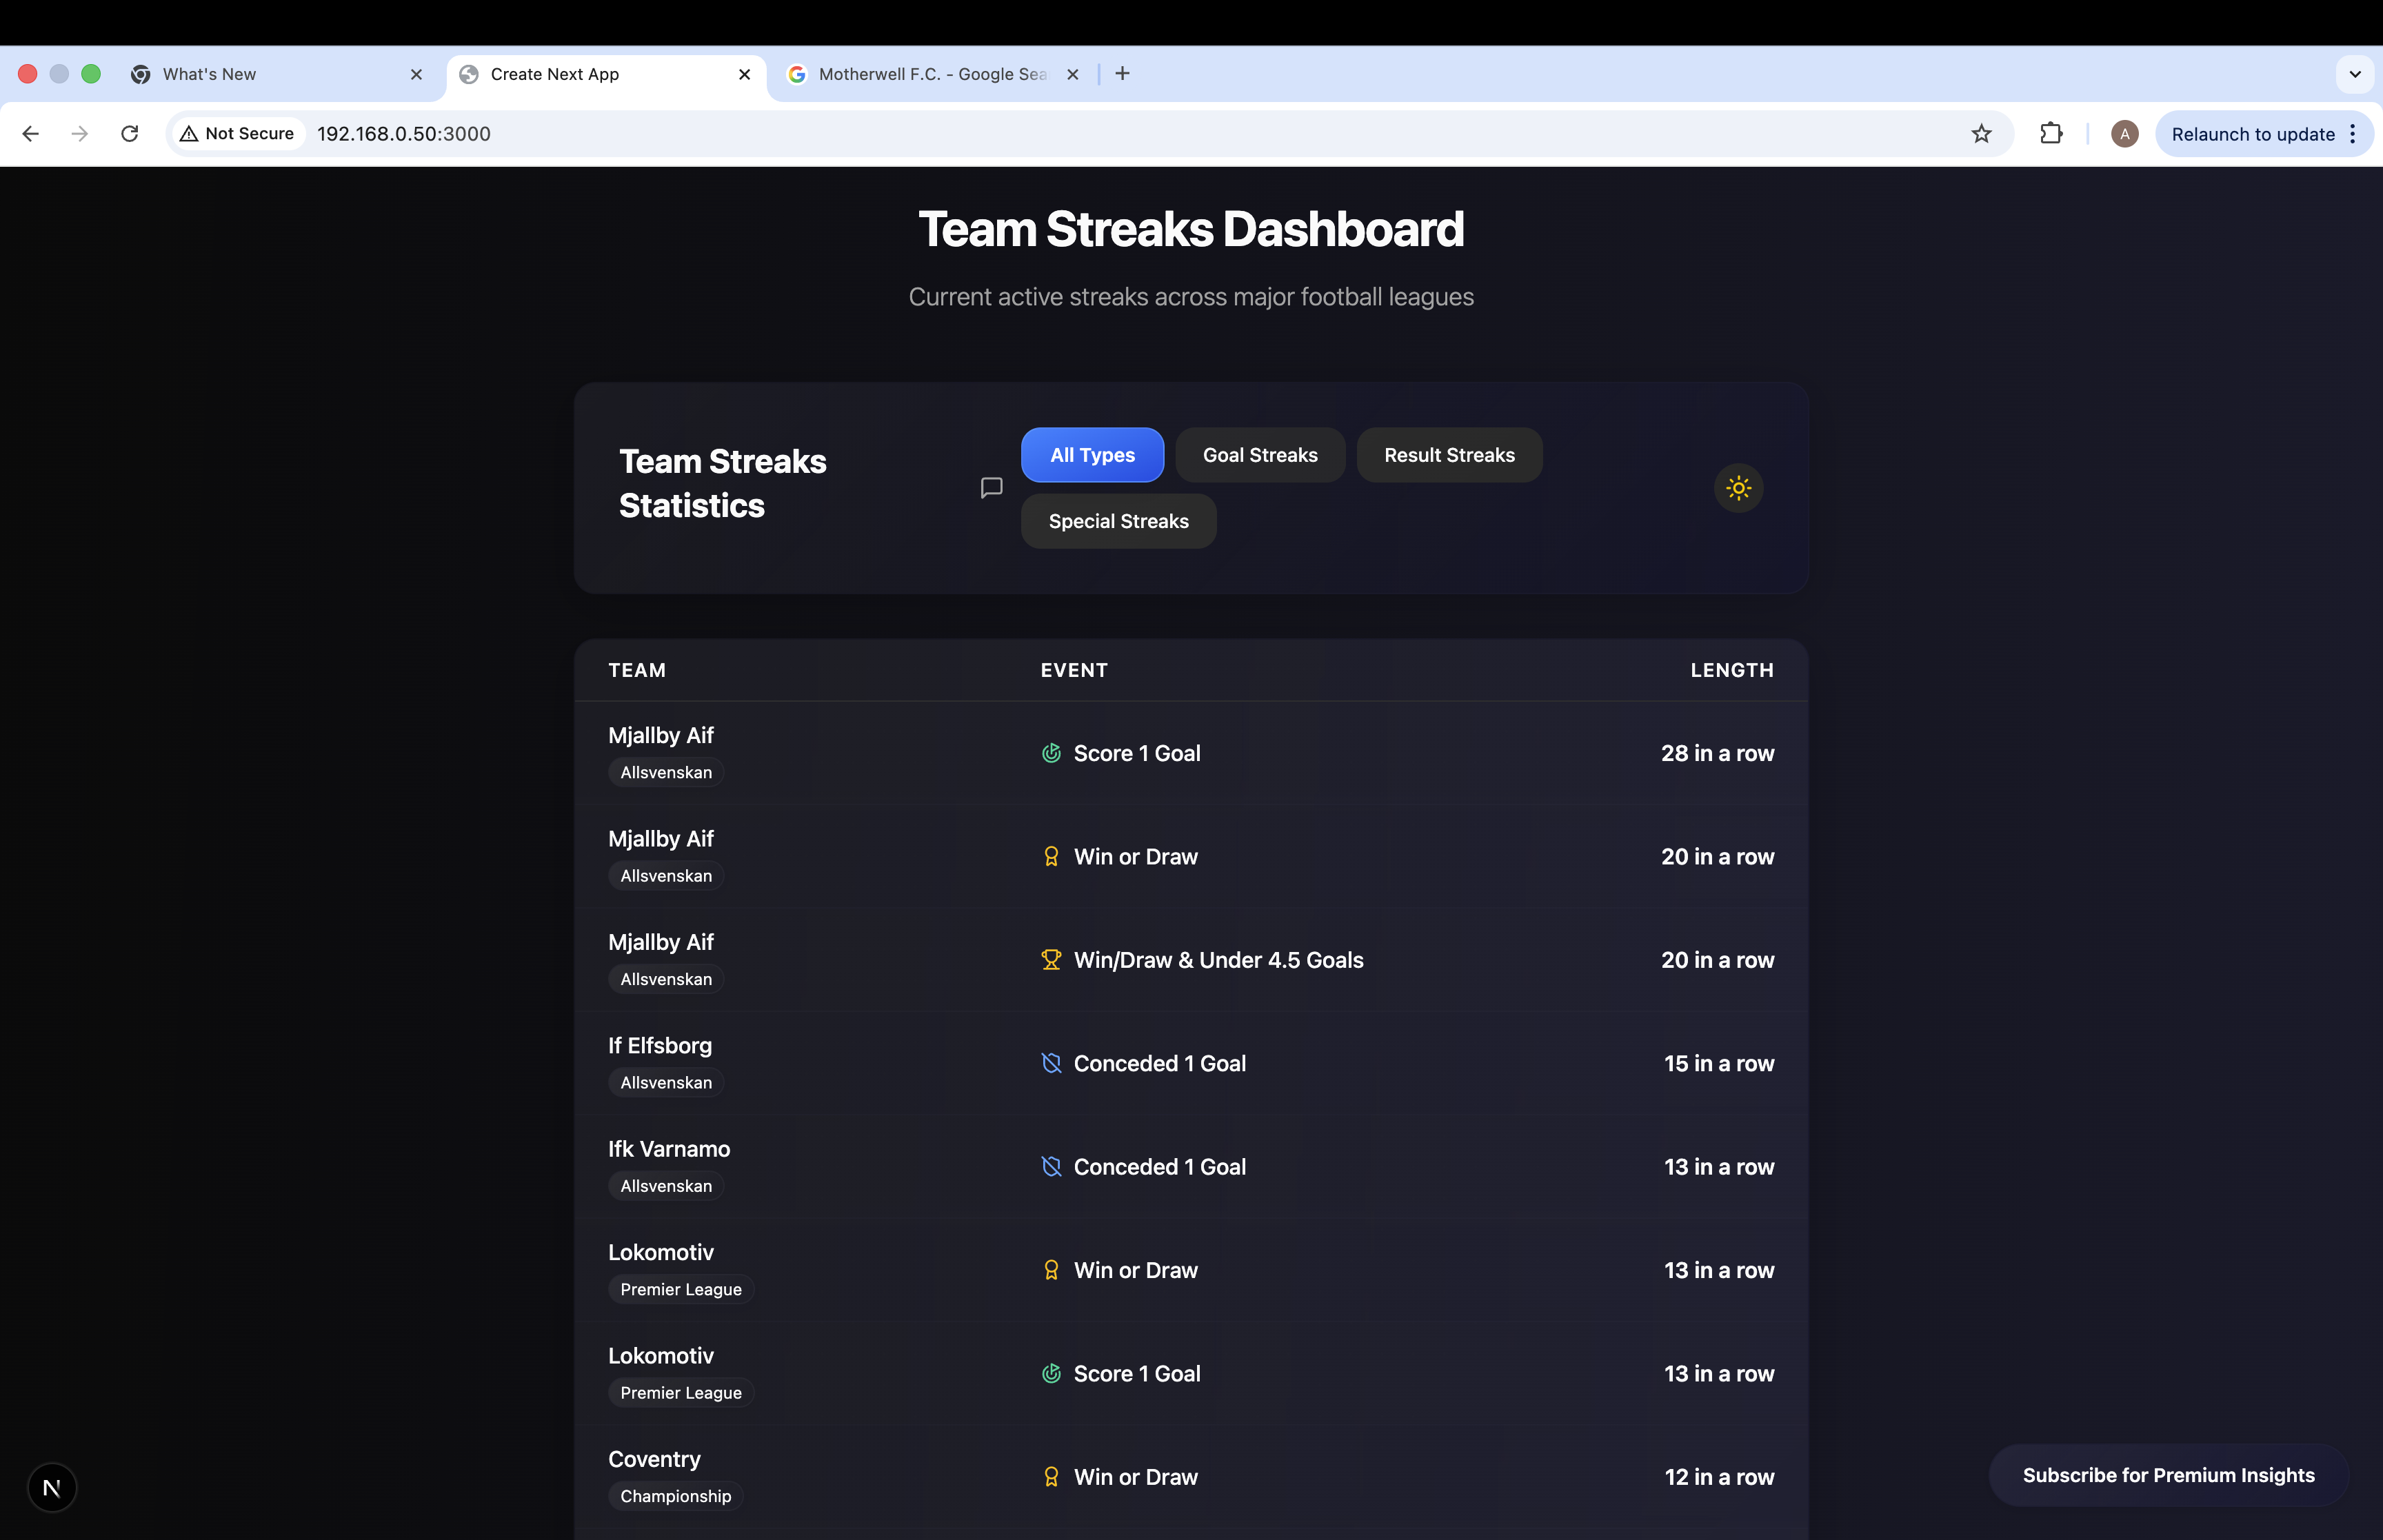 What's New
Create Next App
Motherwell F.C. - Google Sea
Not Secure
192.168.0.50:3000
A
Relaunch to update
Team Streaks Dashboard
Current active streaks across major football leagues
Team Streaks
Statistics
All Types
Goal Streaks
Result Streaks
Special Streaks
TEAM
EVENT
LENGTH
Mjallby Aif
Allsvenskan
Score 1 Goal
28 in a row
Mjallby Aif
Allsvenskan
Win or Draw
20 in a row
Mjallby Aif
Allsvenskan
Win/Draw & Under 4.5 Goals
20 in a row
If Elfsborg
Allsvenskan
Conceded 1 Goal
15 in a row
Ifk Varnamo
Allsvenskan
Conceded 1 Goal
13 in a row
Lokomotiv
Premier League
Win or Draw
13 in a row
Lokomotiv
Premier League
Score 1 Goal
13 in a row
Coventry
Championship
Win or Draw
12 in a row
N
Subscribe for Premium Insights